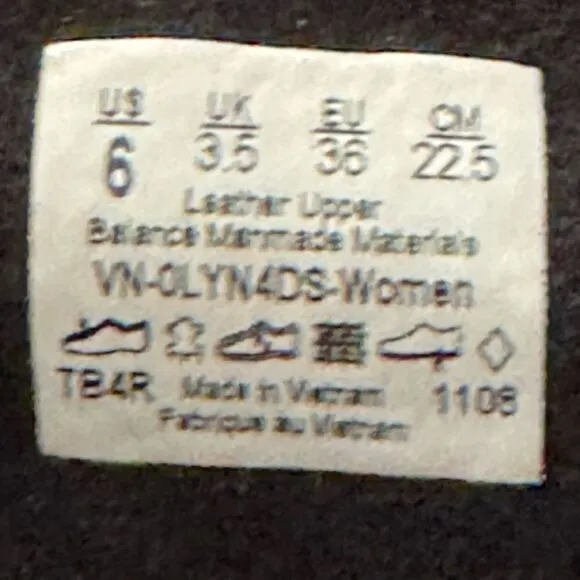 US UK EU CM
6 3.5 36 22.5
Leather Upper
Balance Manmade Materials
VN-0LYN4DS-Women
TB4R Made in Vietnam 1108
Fabriqué au Vietnam